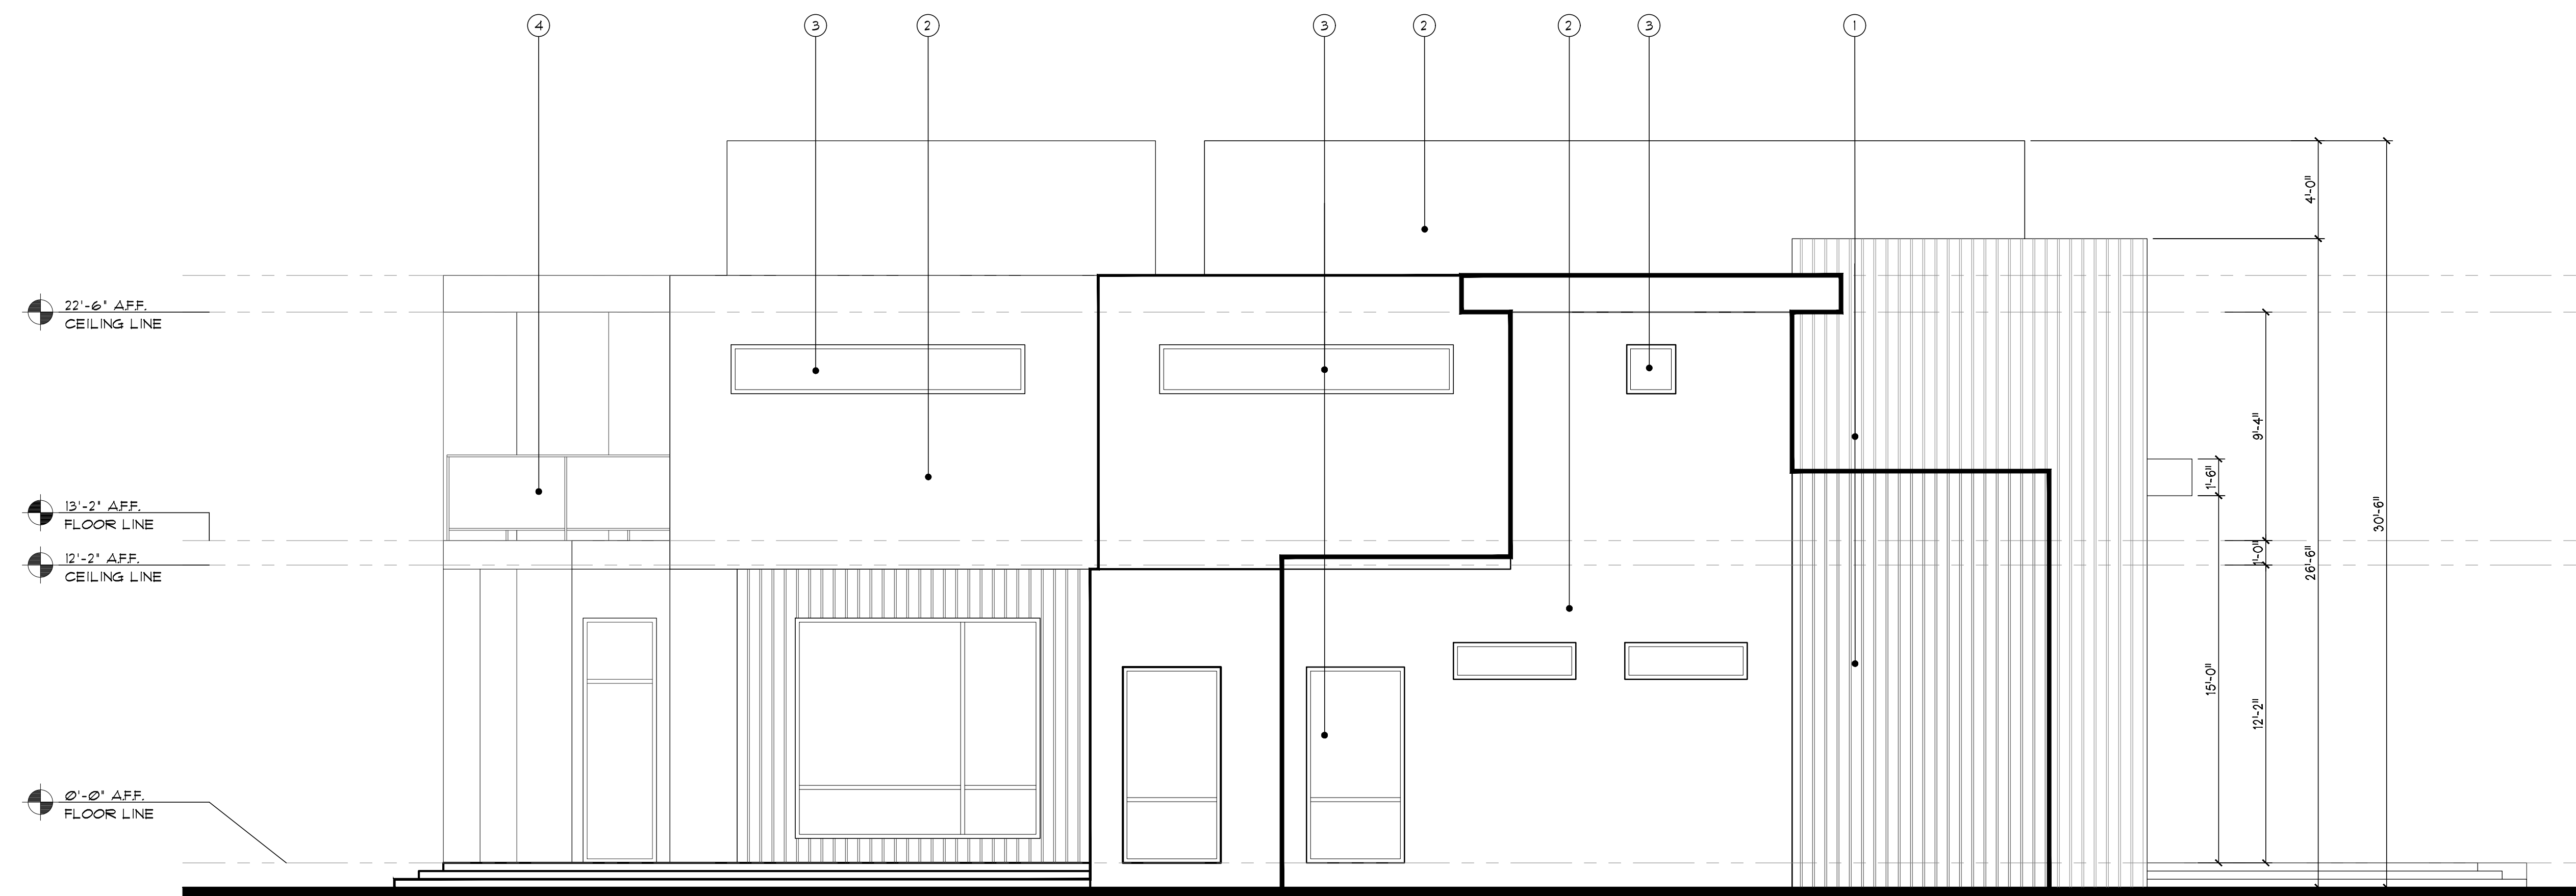 4
3
2
3
2
2
3
1
22'-6" A.F.F.
CEILING LINE
13'-2" A.F.F.
FLOOR LINE
12'-2" A.F.F.
CEILING LINE
0'-0" A.F.F.
FLOOR LINE
4'-0"
9'-4"
1'-6"
30'-6"
1'-0"
26'-6"
15'-0"
12'-2"